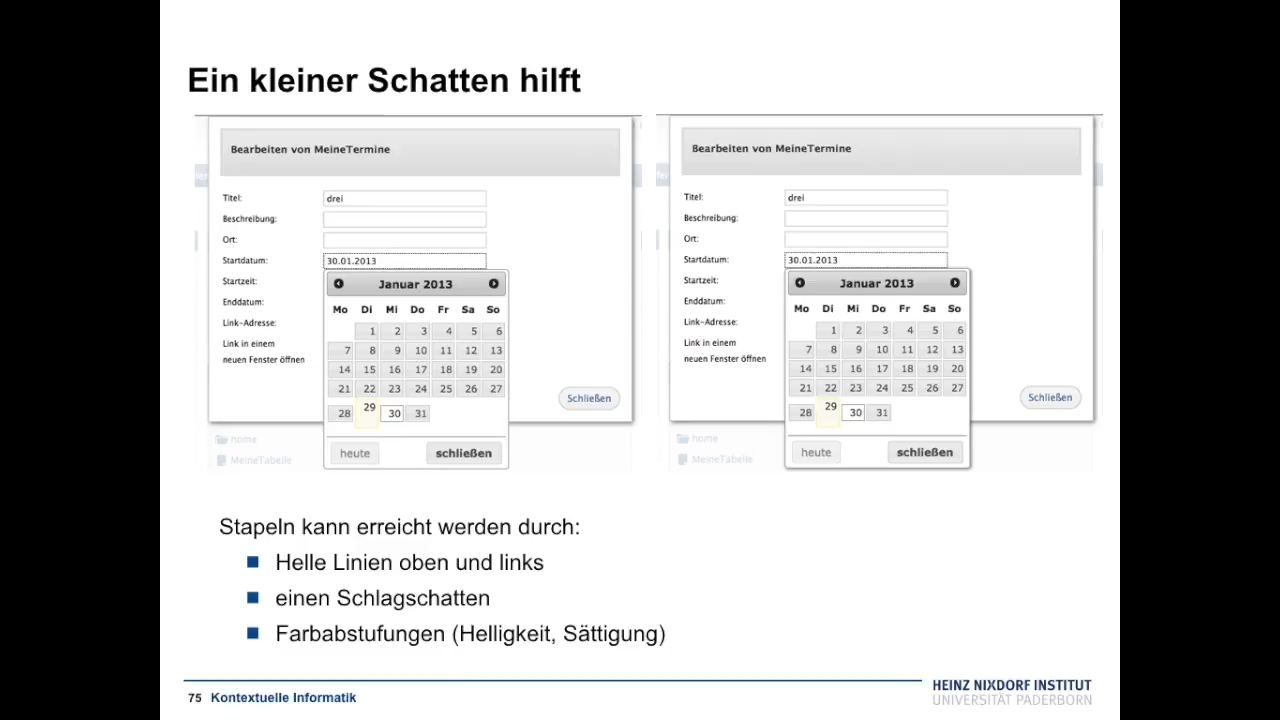 Ein kleiner Schatten hilft
Bearbeiten von MeineTermine
Titel: drei
Beschreibung:
Ort:
Startdatum: 30.01.2013
Startzeit:
Enddatum:
Link-Adresse:
Link in einem
neuen Fenster öffnen
Januar 2013
Mo Di Mi Do Fr Sa So
1 2 3 4 5 6
7 8 9 10 11 12 13
14 15 16 17 18 19 20
21 22 23 24 25 26 27
28 29 30 31
heute schließen
Schließen
home
MeineTabelle
Bearbeiten von MeineTermine
Titel: drei
Beschreibung:
Ort:
Startdatum: 30.01.2013
Startzeit:
Enddatum:
Link-Adresse:
Link in einem
neuen Fenster öffnen
Januar 2013
Mo Di Mi Do Fr Sa So
1 2 3 4 5 6
7 8 9 10 11 12 13
14 15 16 17 18 19 20
21 22 23 24 25 26 27
28 29 30 31
heute schließen
Schließen
home
MeineTabelle
Stapeln kann erreicht werden durch:
Helle Linien oben und links
einen Schlagschatten
Farbabstufungen (Helligkeit, Sättigung)
75 Kontextuelle Informatik
HEINZ NIXDORF INSTITUT
UNIVERSITÄT PADERBORN